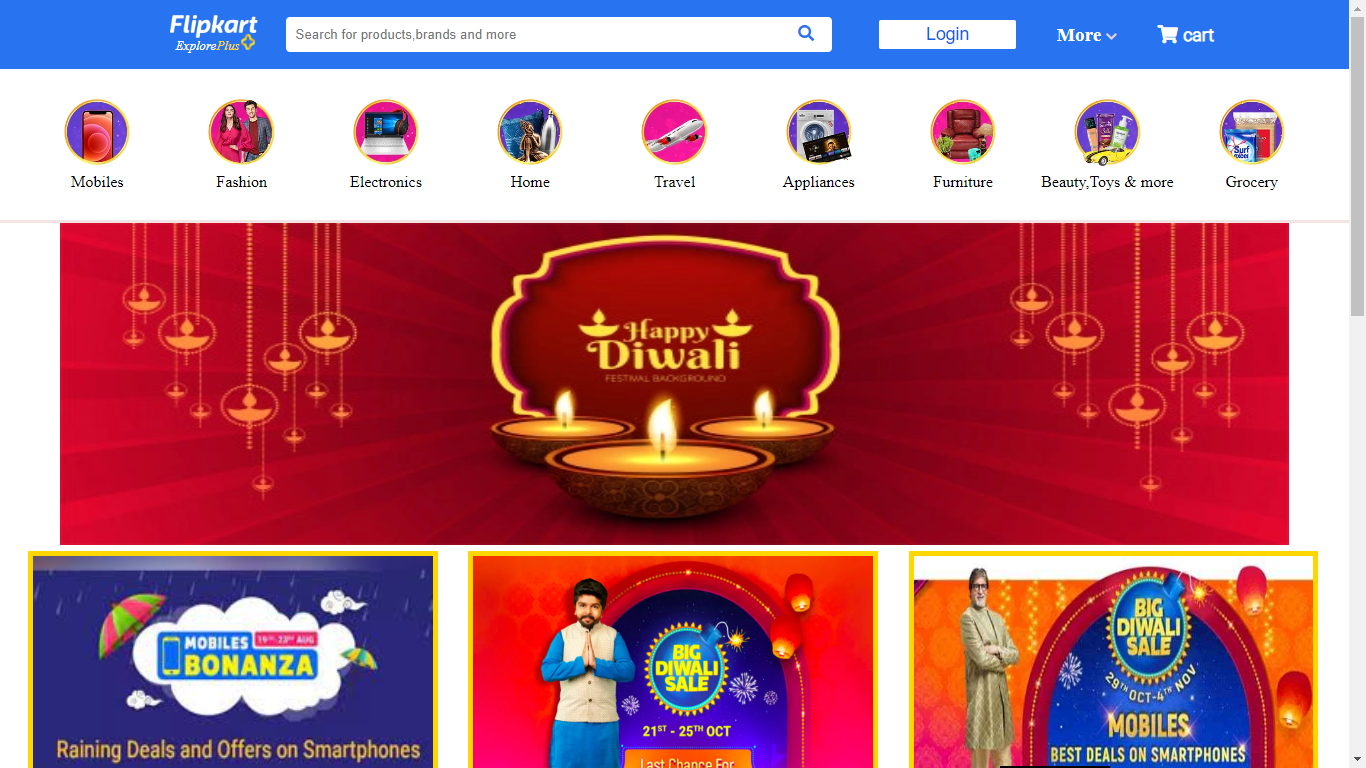 Flipkart
ExplorePlus
Search for products,brands and more
Login
More
cart
Mobiles
Fashion
Electronics
Home
Travel
Appliances
Furniture
Beauty,Toys & more
Grocery
Surf
excel
Happy
Diwali
FESTIVAL BACKGROUND
MOBILES
19TH-23RD AUG
BONANZA
Raining Deals and Offers on Smartphones
BIG
DIWALI
SALE
21ST - 25TH OCT
Last Chance For
BIG
DIWALI
SALE
29TH OCT-4TH NOV
MOBILES
BEST DEALS ON SMARTPHONES